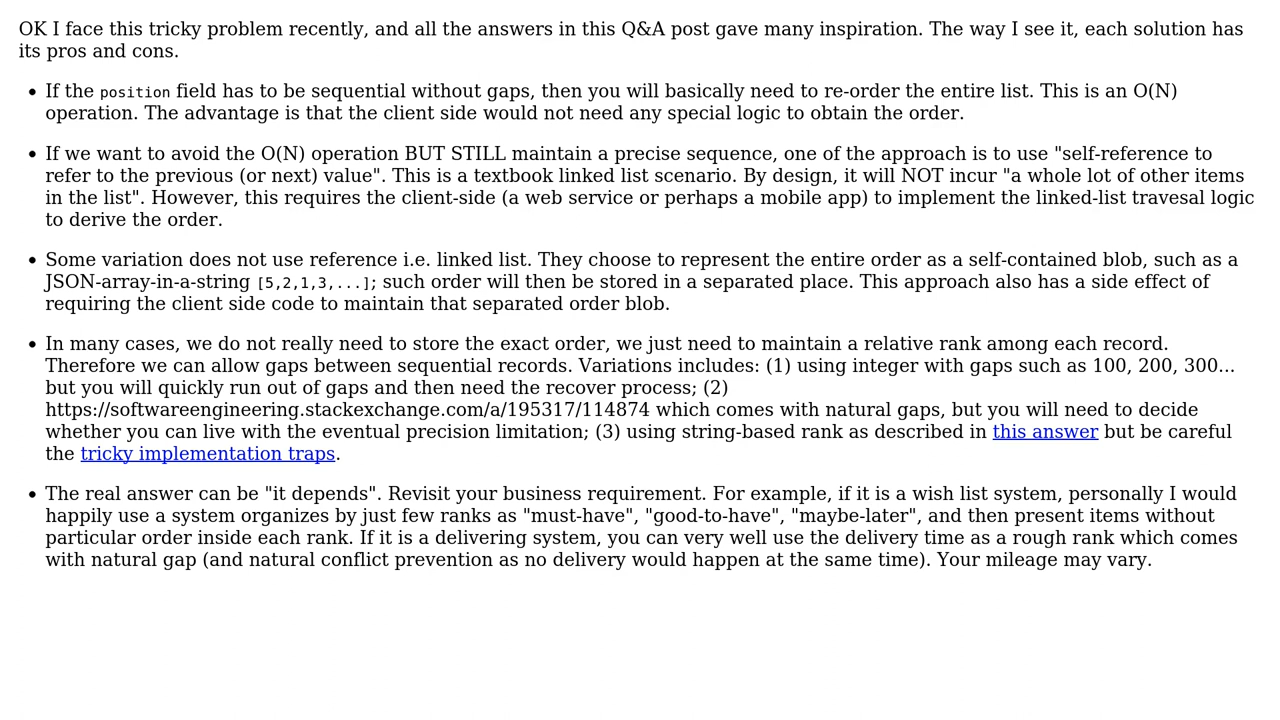 OK I face this tricky problem recently, and all the answers in this Q&A post gave many inspiration. The way I see it, each solution has
its pros and cons.
• If the position field has to be sequential without gaps, then you will basically need to re-order the entire list. This is an O(N)
operation. The advantage is that the client side would not need any special logic to obtain the order.
• If we want to avoid the O(N) operation BUT STILL maintain a precise sequence, one of the approach is to use "self-reference to
refer to the previous (or next) value". This is a textbook linked list scenario. By design, it will NOT incur "a whole lot of other items
in the list". However, this requires the client-side (a web service or perhaps a mobile app) to implement the linked-list travesal logic
to derive the order.
• Some variation does not use reference i.e. linked list. They choose to represent the entire order as a self-contained blob, such as a
JSON-array-in-a-string [5,2,1,3,...]; such order will then be stored in a separated place. This approach also has a side effect of
requiring the client side code to maintain that separated order blob.
• In many cases, we do not really need to store the exact order, we just need to maintain a relative rank among each record.
Therefore we can allow gaps between sequential records. Variations includes: (1) using integer with gaps such as 100, 200, 300...
but you will quickly run out of gaps and then need the recover process; (2)
https://softwareengineering.stackexchange.com/a/195317/114874 which comes with natural gaps, but you will need to decide
whether you can live with the eventual precision limitation; (3) using string-based rank as described in this answer but be careful
the tricky implementation traps.
• The real answer can be "it depends". Revisit your business requirement. For example, if it is a wish list system, personally I would
happily use a system organizes by just few ranks as "must-have", "good-to-have", "maybe-later", and then present items without
particular order inside each rank. If it is a delivering system, you can very well use the delivery time as a rough rank which comes
with natural gap (and natural conflict prevention as no delivery would happen at the same time). Your mileage may vary.